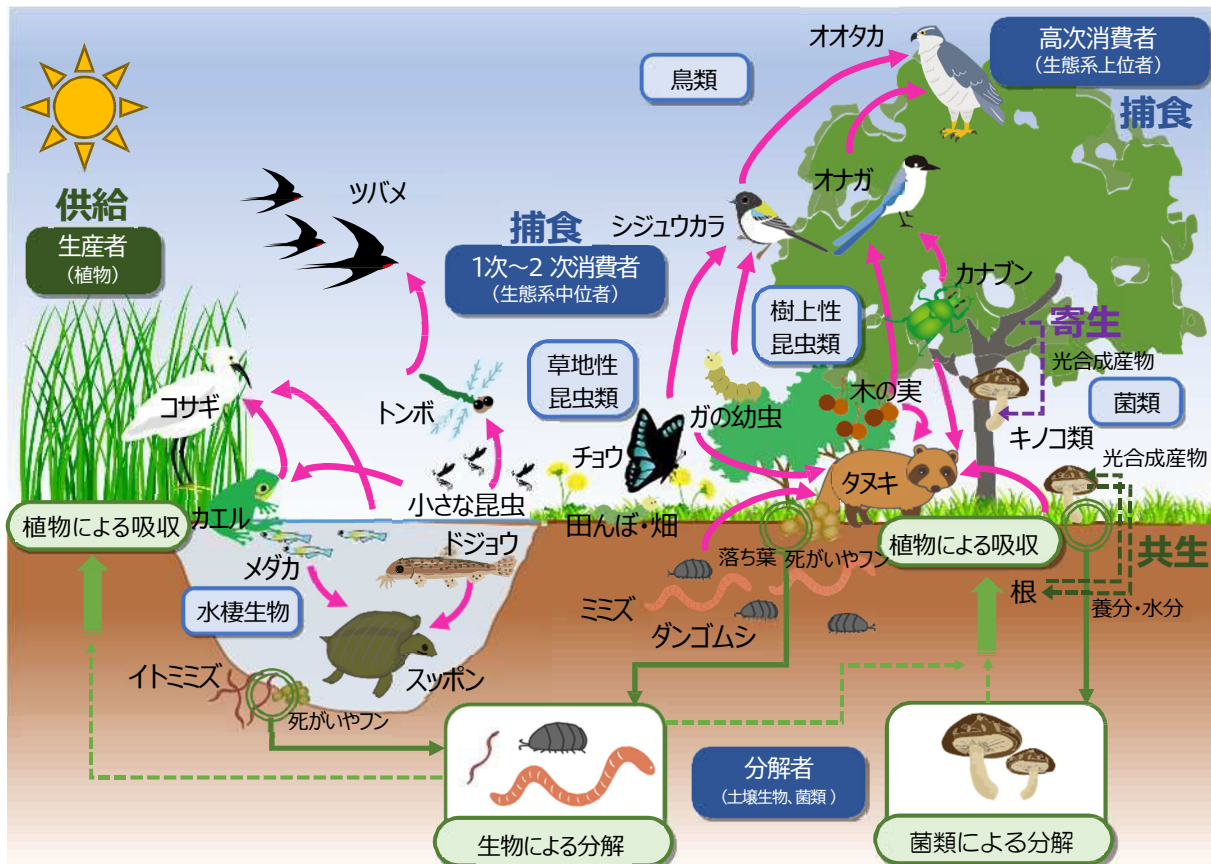 オオタカ
高次消費者
(生態系上位者)
鳥類
捕食
供給
生産者
(植物)
ツバメ
捕食
1次～2 次消費者
(生態系中位者)
シジュウカラ
オナガ
カナブン
樹上性
昆虫類
寄生
光合成産物
草地性
昆虫類
菌類
コサギ
トンボ
木の実
ガの幼虫
キノコ類
チョウ
光合成産物
タヌキ
小さな昆虫
植物による吸収
カエル
田んぼ・畑
ドジョウ
メダカ
落ち葉
死がいやフン
植物による吸収
共生
水棲生物
ミミズ
ダンゴムシ
根
養分・水分
イトミミズ
スッポン
死がいやフン
分解者
(土壌生物、菌類 )
生物による分解
菌類による分解